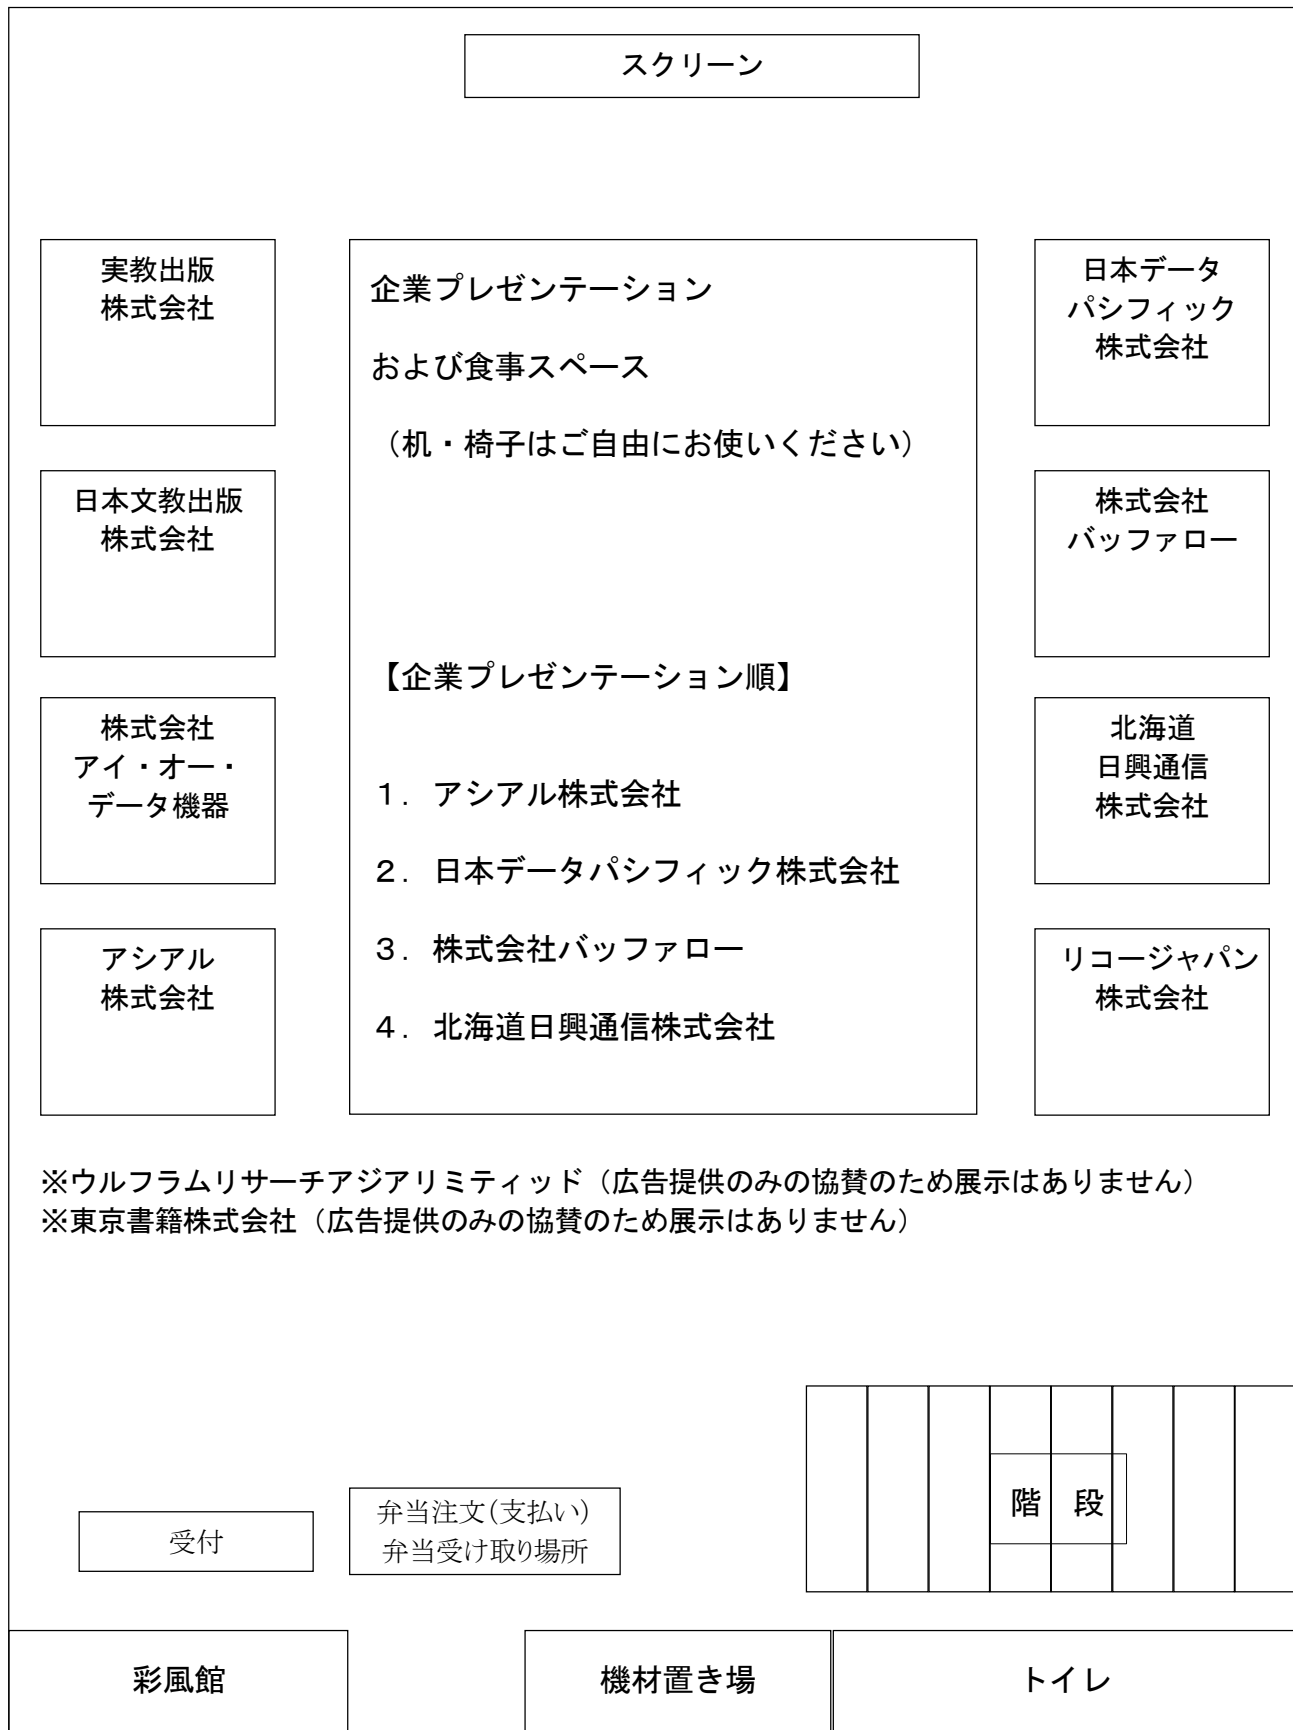 スクリーン
実教出版
株式会社
日本文教出版
株式会社
株式会社
アイ・オー・
データ機器
アシアル
株式会社
企業プレゼンテーション
および食事スペース
（机・椅子はご自由にお使いください）
【企業プレゼンテーション順】
１．アシアル株式会社
２．日本データパシフィック株式会社
３．株式会社バッファロー
４．北海道日興通信株式会社
日本データ
パシフィック
株式会社
株式会社
バッファロー
北海道
日興通信
株式会社
リコージャパン
株式会社
※ウルフラムリサーチアジアリミティッド（広告提供のみの協賛のため展示はありません）
※東京書籍株式会社（広告提供のみの協賛のため展示はありません）
階 段
受付
弁当注文(支払い)
弁当受け取り場所
彩風館
機材置き場
トイレ